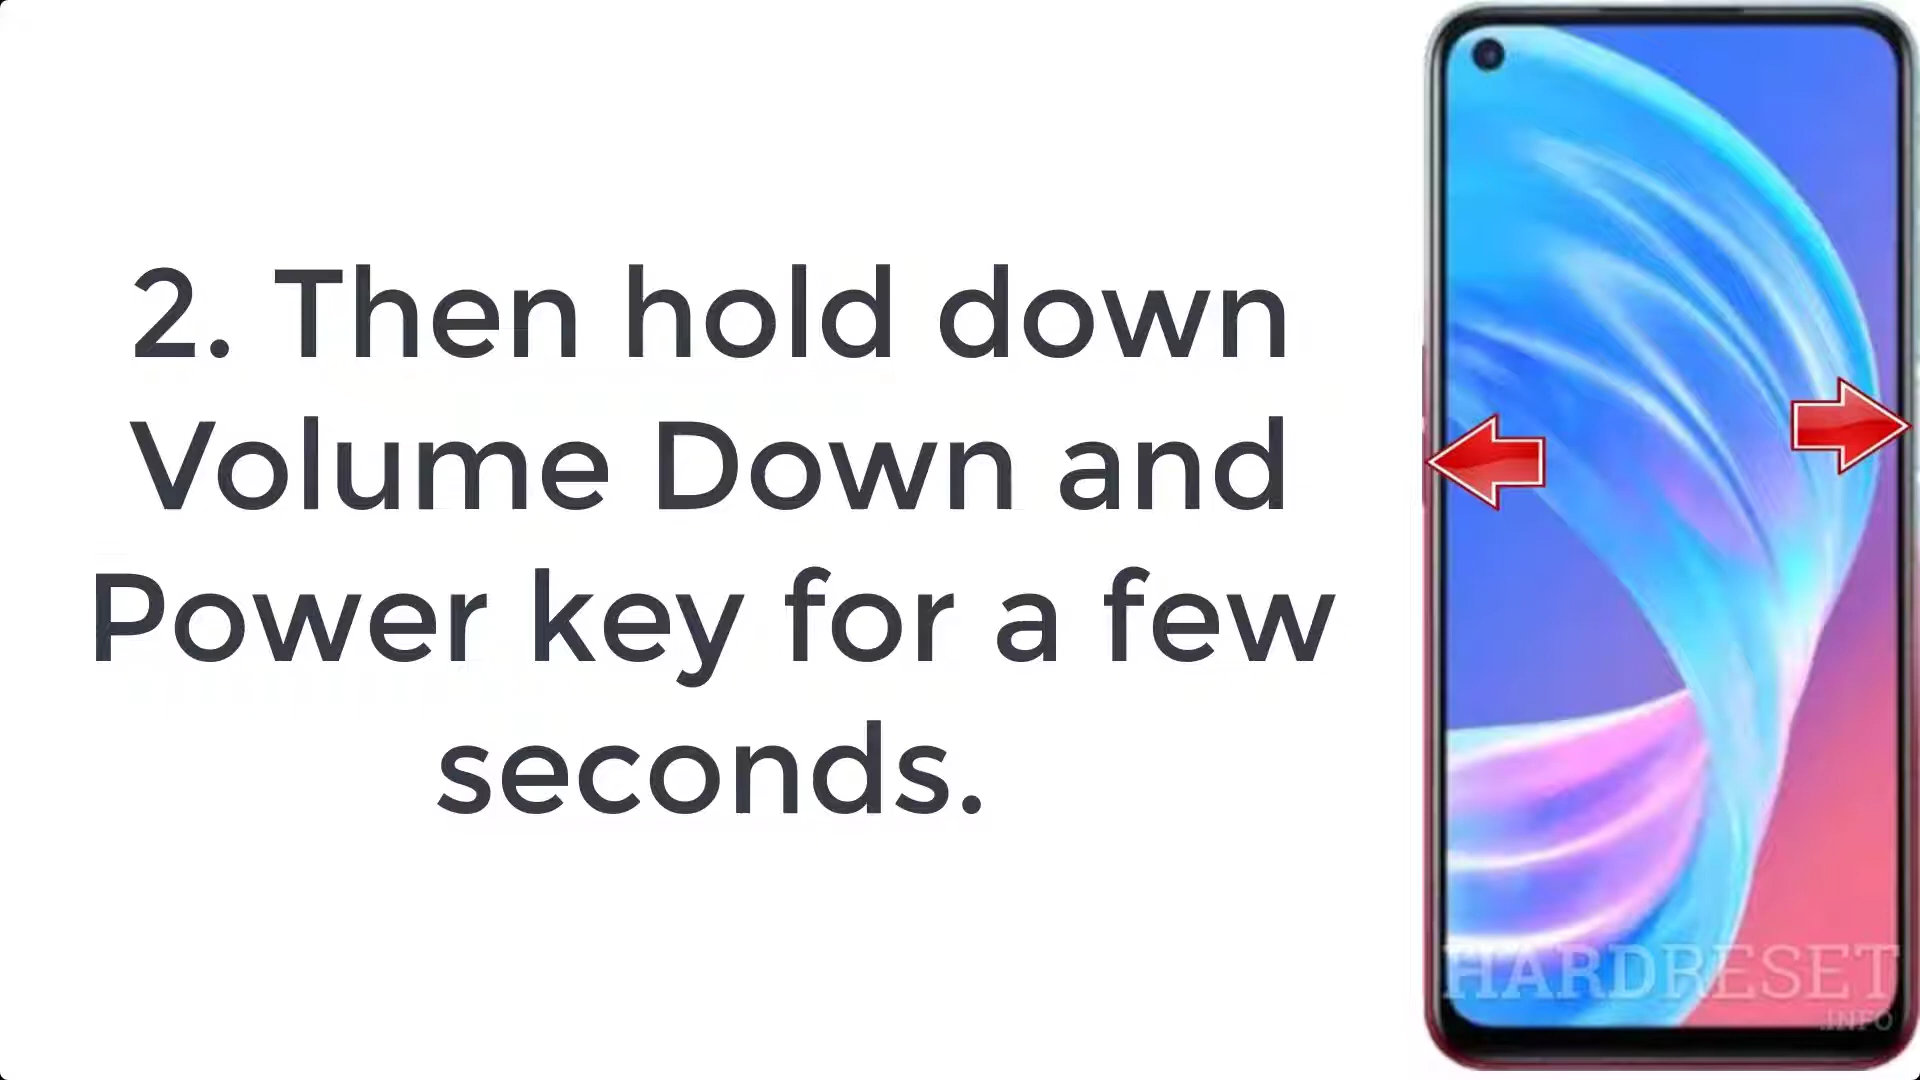 2. Then hold down
Volume Down and
Power key for a few
seconds.
HARDRESET
.INFO